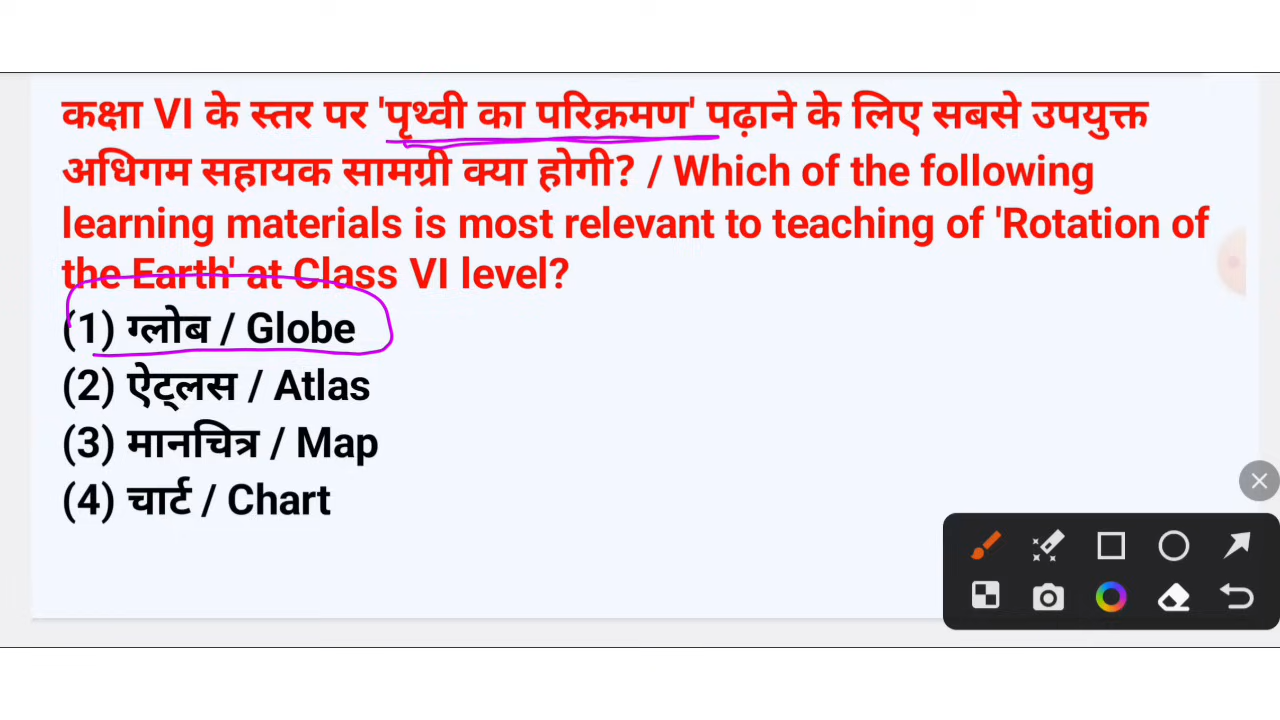 कक्षा VI के स्तर पर 'पृथ्वी का परिक्रमण' पढ़ाने के लिए सबसे उपयुक्त
अधिगम सहायक सामग्री क्या होगी? / Which of the following
learning materials is most relevant to teaching of 'Rotation of
the Earth' at Class VI level?
(1) ग्लोब / Globe
(2) ऐट्लस / Atlas
(3) मानचित्र / Map
(4) चार्ट / Chart